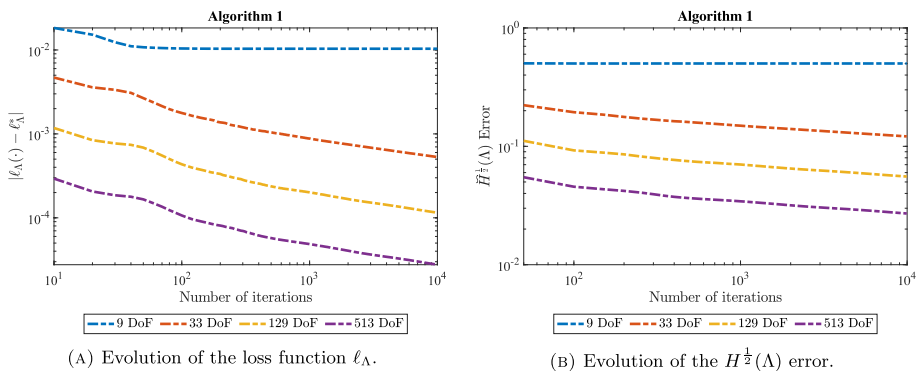 Algorithm 1
|ℓ_Λ(·) − ℓ*_Λ|
10^-2
10^-3
10^-4
10^1
10^2
10^3
10^4
Number of iterations
9 DoF
33 DoF
129 DoF
513 DoF
(A) Evolution of the loss function ℓ_Λ.
Algorithm 1
Ĥ^{1/2}(Λ) Error
10^0
10^-1
10^-2
10^2
10^3
10^4
Number of iterations
9 DoF
33 DoF
129 DoF
513 DoF
(B) Evolution of the H^{1/2}(Λ) error.